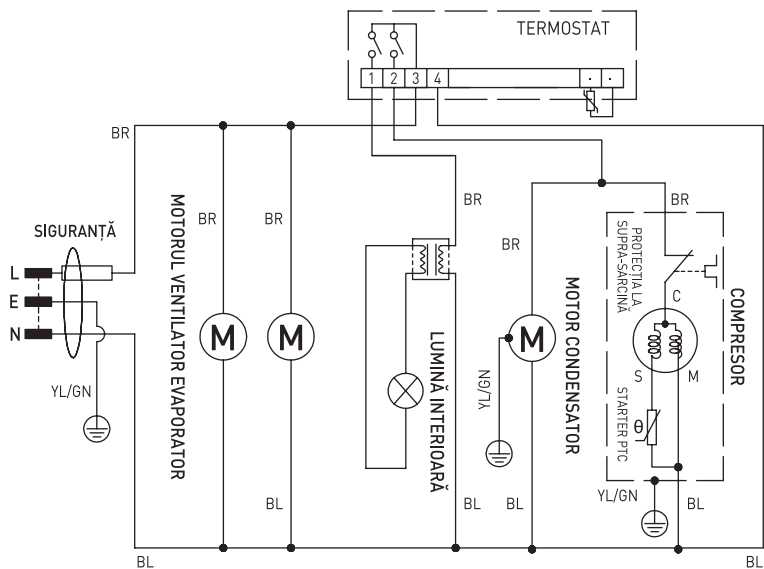 TERMOSTAT
1 2 3 4 · ·
BR
BR
BR
BR
BR
BR
SIGURANȚĂ
L
E
N
YL/GN
MOTORUL VENTILATOR EVAPORATOR
M
M
LUMINĂ INTERIOARĂ
M
YL/GN
MOTOR CONDENSATOR
PROTECȚIA LA
SUPRA-SARCINĂ
C
S
M
STARTER PTC
θ
COMPRESOR
YL/GN
BL
BL
BL
BL
BL
BL
BL